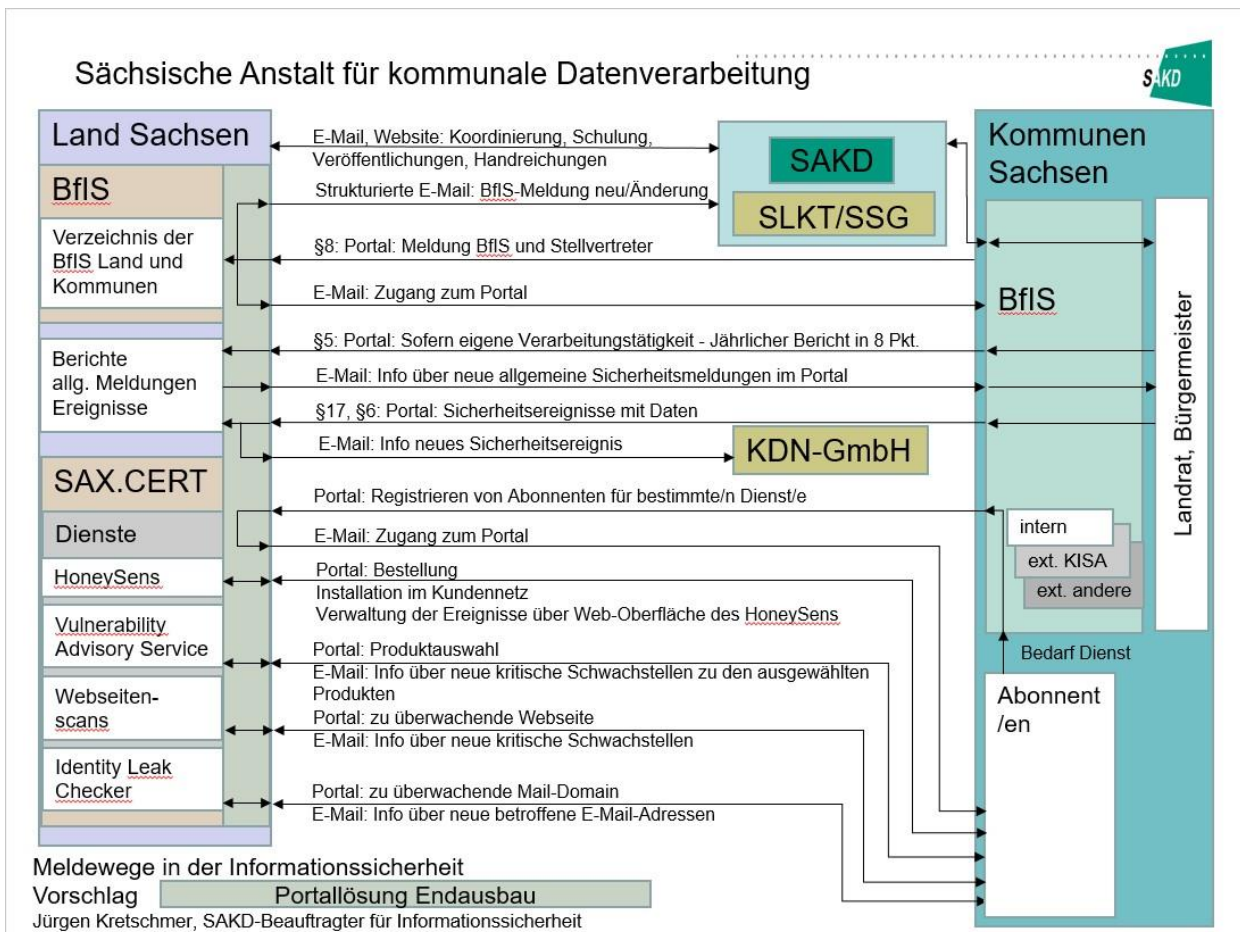 Sächsische Anstalt für kommunale Datenverarbeitung
SAKD
Land Sachsen
BfIS
Verzeichnis der
BfIS Land und
Kommunen
Berichte
allg. Meldungen
Ereignisse
SAX.CERT
Dienste
HoneySens
Vulnerability
Advisory Service
Webseiten-
scans
Identity Leak
Checker
E-Mail, Website: Koordinierung, Schulung,
Veröffentlichungen, Handreichungen
Strukturierte E-Mail: BfIS-Meldung neu/Änderung
§8: Portal: Meldung BfIS und Stellvertreter
E-Mail: Zugang zum Portal
§5: Portal: Sofern eigene Verarbeitungstätigkeit - Jährlicher Bericht in 8 Pkt.
E-Mail: Info über neue allgemeine Sicherheitsmeldungen im Portal
§17, §6: Portal: Sicherheitsereignisse mit Daten
E-Mail: Info neues Sicherheitsereignis
Portal: Registrieren von Abonnenten für bestimmte/n Dienst/e
E-Mail: Zugang zum Portal
Portal: Bestellung
Installation im Kundennetz
Verwaltung der Ereignisse über Web-Oberfläche des HoneySens
Portal: Produktauswahl
E-Mail: Info über neue kritische Schwachstellen zu den ausgewählten
Produkten
Portal: zu überwachende Webseite
E-Mail: Info über neue kritische Schwachstellen
Portal: zu überwachende Mail-Domain
E-Mail: Info über neue betroffene E-Mail-Adressen
SAKD
SLKT/SSG
KDN-GmbH
Kommunen
Sachsen
BfIS
Landrat, Bürgermeister
intern
ext. KISA
ext. andere
Bedarf Dienst
Abonnent
/en
Meldewege in der Informationssicherheit
Vorschlag
Portallösung Endausbau
Jürgen Kretschmer, SAKD-Beauftragter für Informationssicherheit